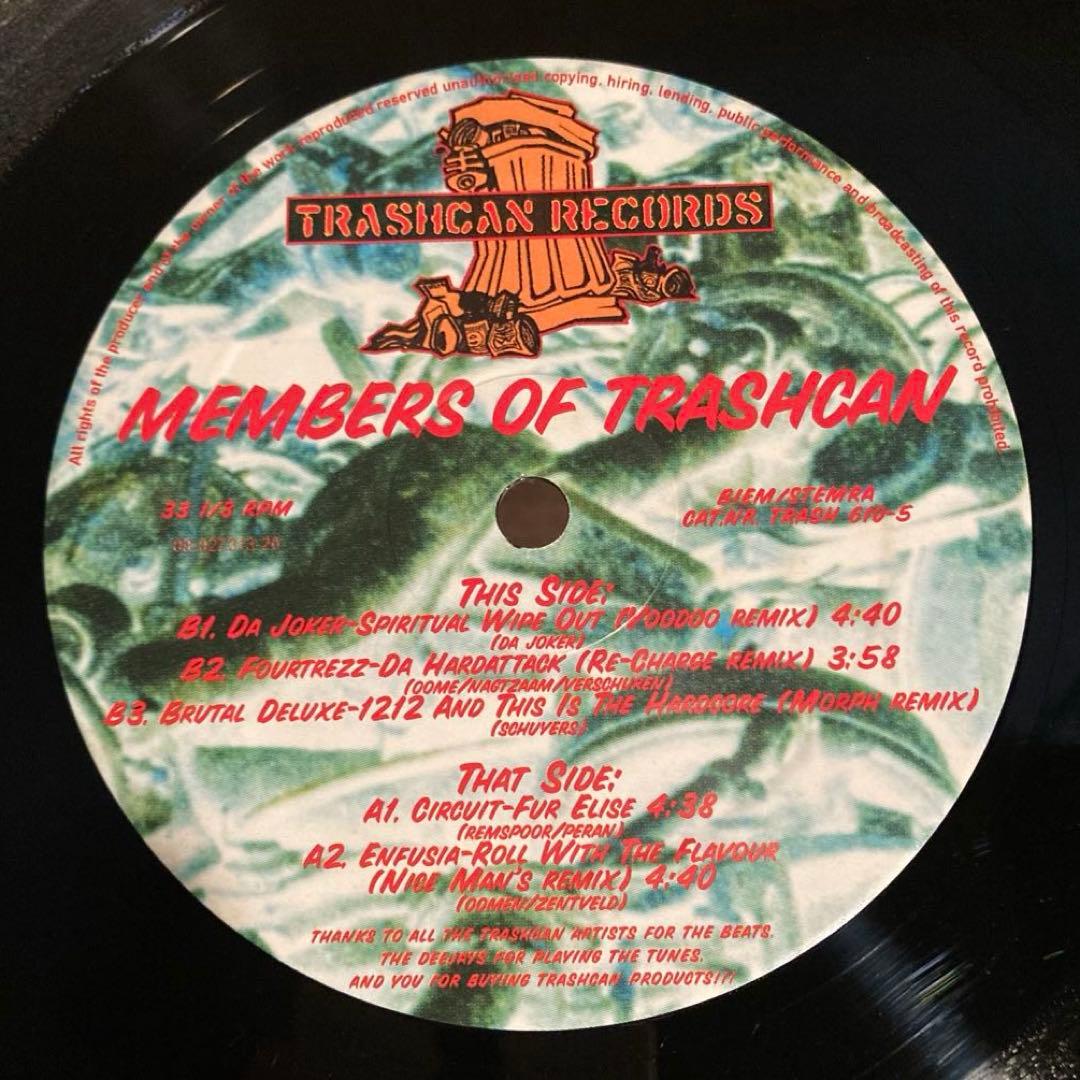 All rights of the producer and of the owner of the work reproduced reserved unauthorised copying, hiring, lending, public performance and broadcasting of this record prohibited.
TRASHCAN RECORDS
MEMBERS OF TRASHCAN
33 1/3 RPM
BIEM/STEMRA
CAT.NR. TRASH 610-5
THIS SIDE:
B1. DA JOKER-SPIRITUAL WIPE OUT (VOODOO REMIX) 4:40
(DA JOKER)
B2. FOURTREZZ-DA HARDATTACK (RE-CHARGE REMIX) 3:58
(OOME/NAGTZAAM/VERSCHUREN)
B3. BRUTAL DELUXE-1212 AND THIS IS THE HARDCORE (MORPH REMIX)
(SCHUYERS)
THAT SIDE:
A1. CIRCUIT-FUR ELISE 4:38
(REMSPOOR/PERAN)
A2. ENFUSIA-ROLL WITH THE FLAVOUR
(NICE MAN'S REMIX) 4:40
(OOMEN/ZENTVELD)
THANKS TO ALL THE TRASHCAN ARTISTS FOR THE BEATS,
THE DEEJAYS FOR PLAYING THE TUNES,
AND YOU FOR BUYING TRASHCAN PRODUCTS!?!